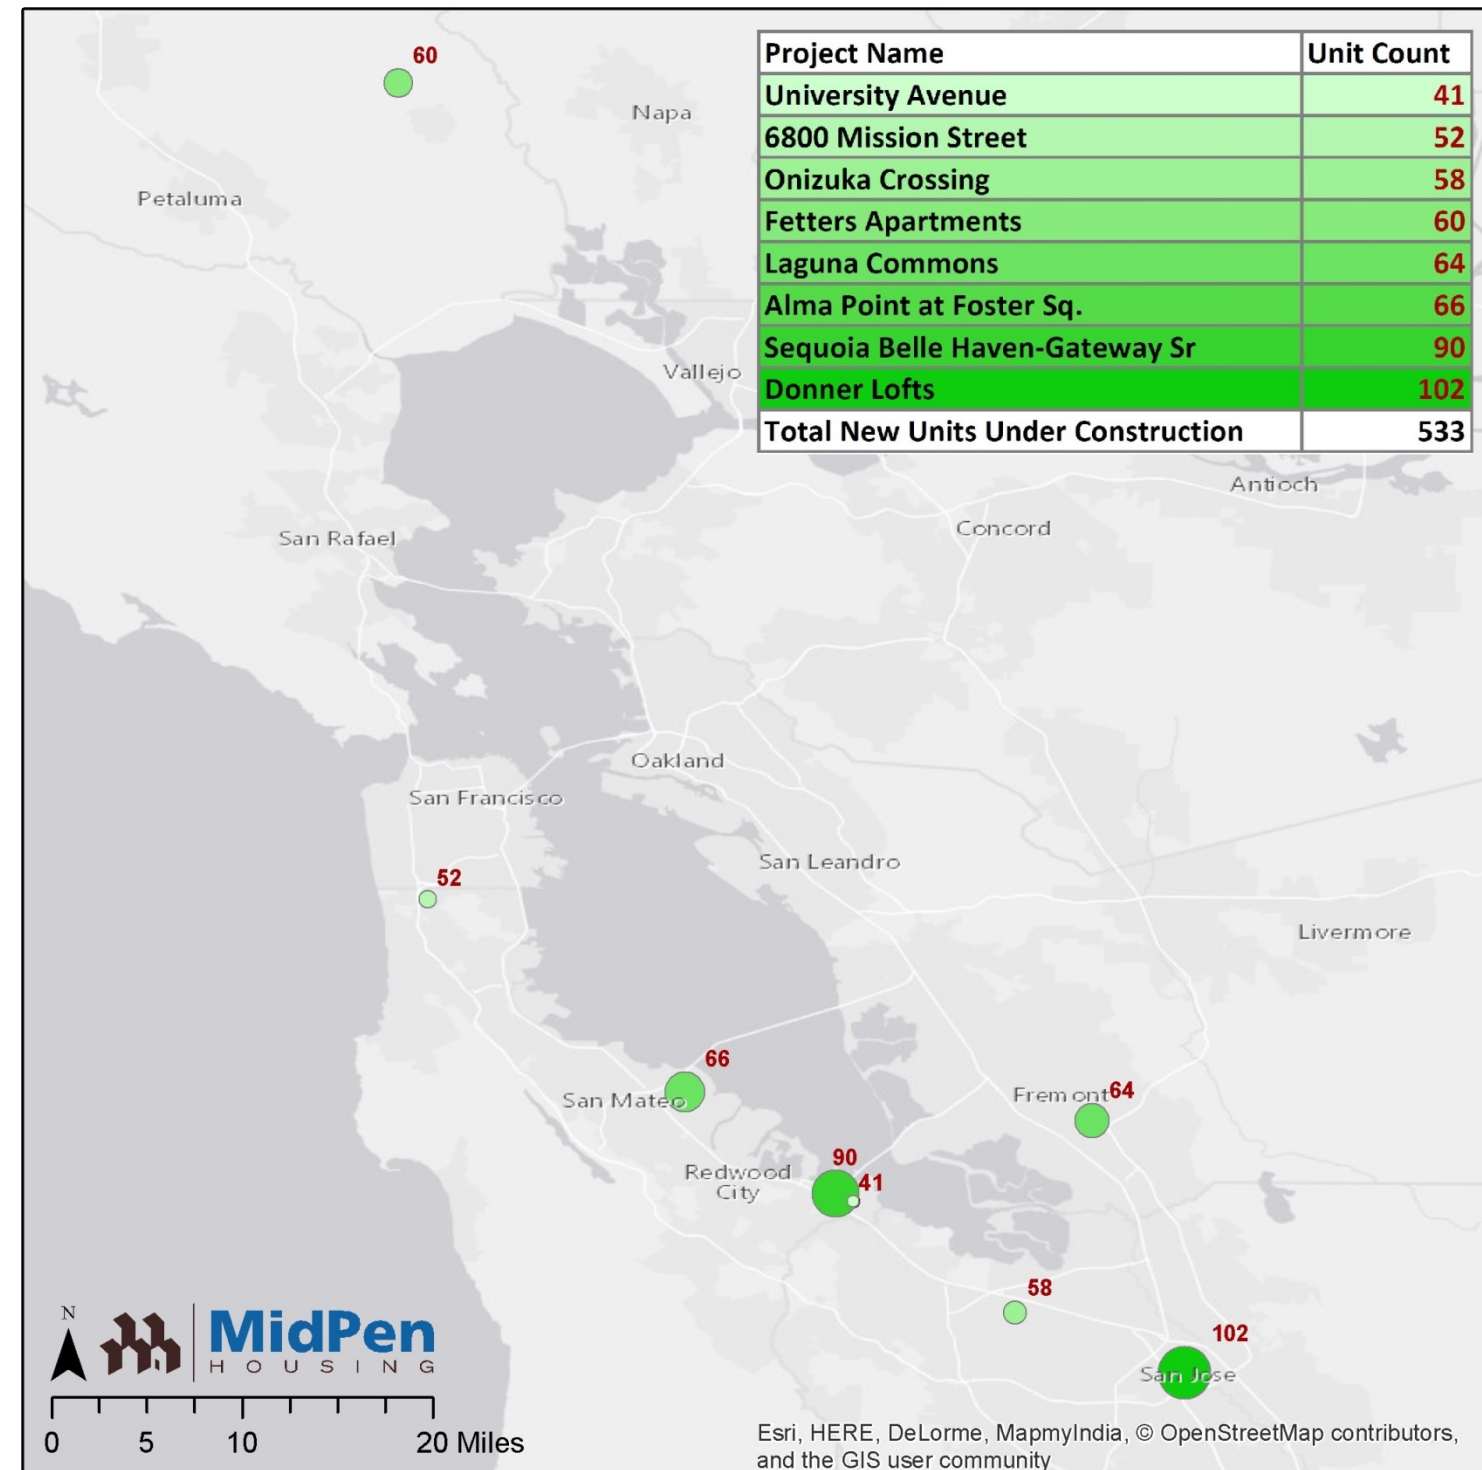 60
Project Name Unit Count
University Avenue 41
6800 Mission Street 52
Onizuka Crossing 58
Fetters Apartments 60
Laguna Commons 64
Alma Point at Foster Sq. 66
Sequoia Belle Haven-Gateway Sr 90
Donner Lofts 102
Total New Units Under Construction 533
Napa
Petaluma
Vallejo
Antioch
Concord
San Rafael
Oakland
San Francisco
San Leandro
52
Livermore
66
San Mateo
Fremont 64
90
Redwood
City
41
58
102
San Jose
N
MidPen
HOUSING
0 5 10 20 Miles
Esri, HERE, DeLorme, MapmyIndia, © OpenStreetMap contributors,
and the GIS user community